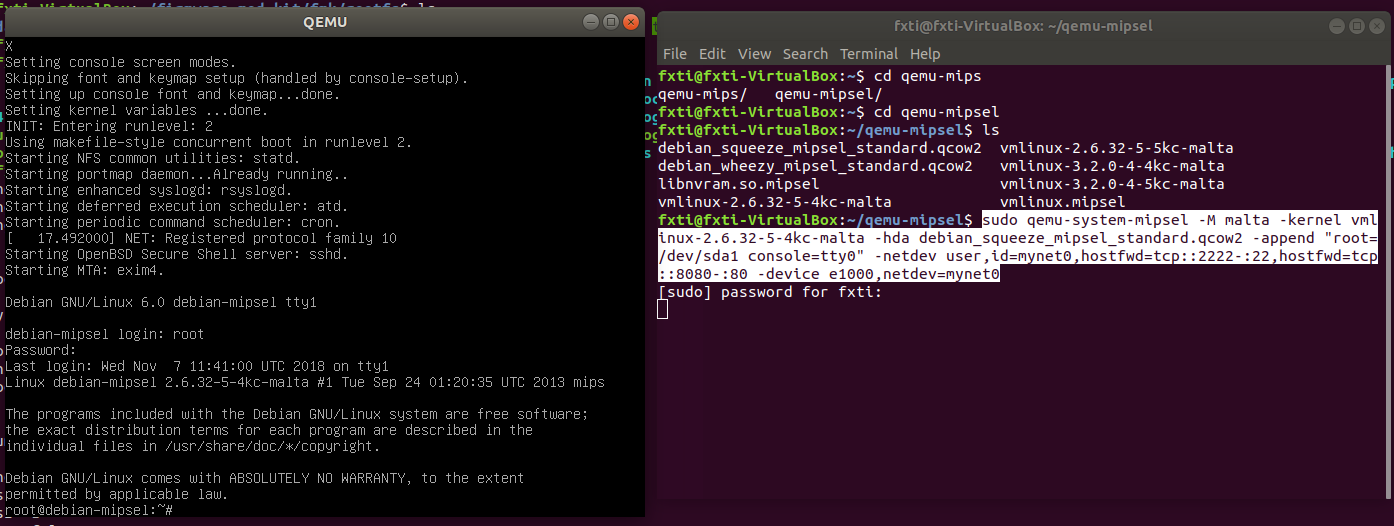 QEMU
X
Setting console screen modes.
Skipping font and keymap setup (handled by console-setup).
Setting up console font and keymap...done.
Setting kernel variables ...done.
INIT: Entering runlevel: 2
Using makefile-style concurrent boot in runlevel 2.
Starting NFS common utilities: statd.
Starting portmap daemon...Already running..
Starting enhanced syslogd: rsyslogd.
Starting deferred execution scheduler: atd.
Starting periodic command scheduler: cron.
[   17.492000] NET: Registered protocol family 10
Starting OpenBSD Secure Shell server: sshd.
Starting MTA: exim4.
Debian GNU/Linux 6.0 debian-mipsel tty1
debian-mipsel login: root
Password:
Last login: Wed Nov  7 11:41:00 UTC 2018 on tty1
Linux debian-mipsel 2.6.32-5-4kc-malta #1 Tue Sep 24 01:20:35 UTC 2013 mips
The programs included with the Debian GNU/Linux system are free software;
the exact distribution terms for each program are described in the
individual files in /usr/share/doc/*/copyright.
Debian GNU/Linux comes with ABSOLUTELY NO WARRANTY, to the extent
permitted by applicable law.
root@debian-mipsel:~#
fxti@fxti-VirtualBox: ~/qemu-mipsel
File Edit View Search Terminal Help
fxti@fxti-VirtualBox:~$ cd qemu-mips
qemu-mips/   qemu-mipsel/
fxti@fxti-VirtualBox:~$ cd qemu-mipsel
fxti@fxti-VirtualBox:~/qemu-mipsel$ ls
debian_squeeze_mipsel_standard.qcow2  vmlinux-2.6.32-5-5kc-malta
debian_wheezy_mipsel_standard.qcow2   vmlinux-3.2.0-4-4kc-malta
libnvram.so.mipsel                    vmlinux-3.2.0-4-5kc-malta
vmlinux-2.6.32-5-4kc-malta            vmlinux.mipsel
fxti@fxti-VirtualBox:~/qemu-mipsel$ sudo qemu-system-mipsel -M malta -kernel vml
inux-2.6.32-5-4kc-malta -hda debian_squeeze_mipsel_standard.qcow2 -append "root=
/dev/sda1 console=tty0" -netdev user,id=mynet0,hostfwd=tcp::2222-:22,hostfwd=tcp
::8080-:80 -device e1000,netdev=mynet0
[sudo] password for fxti: